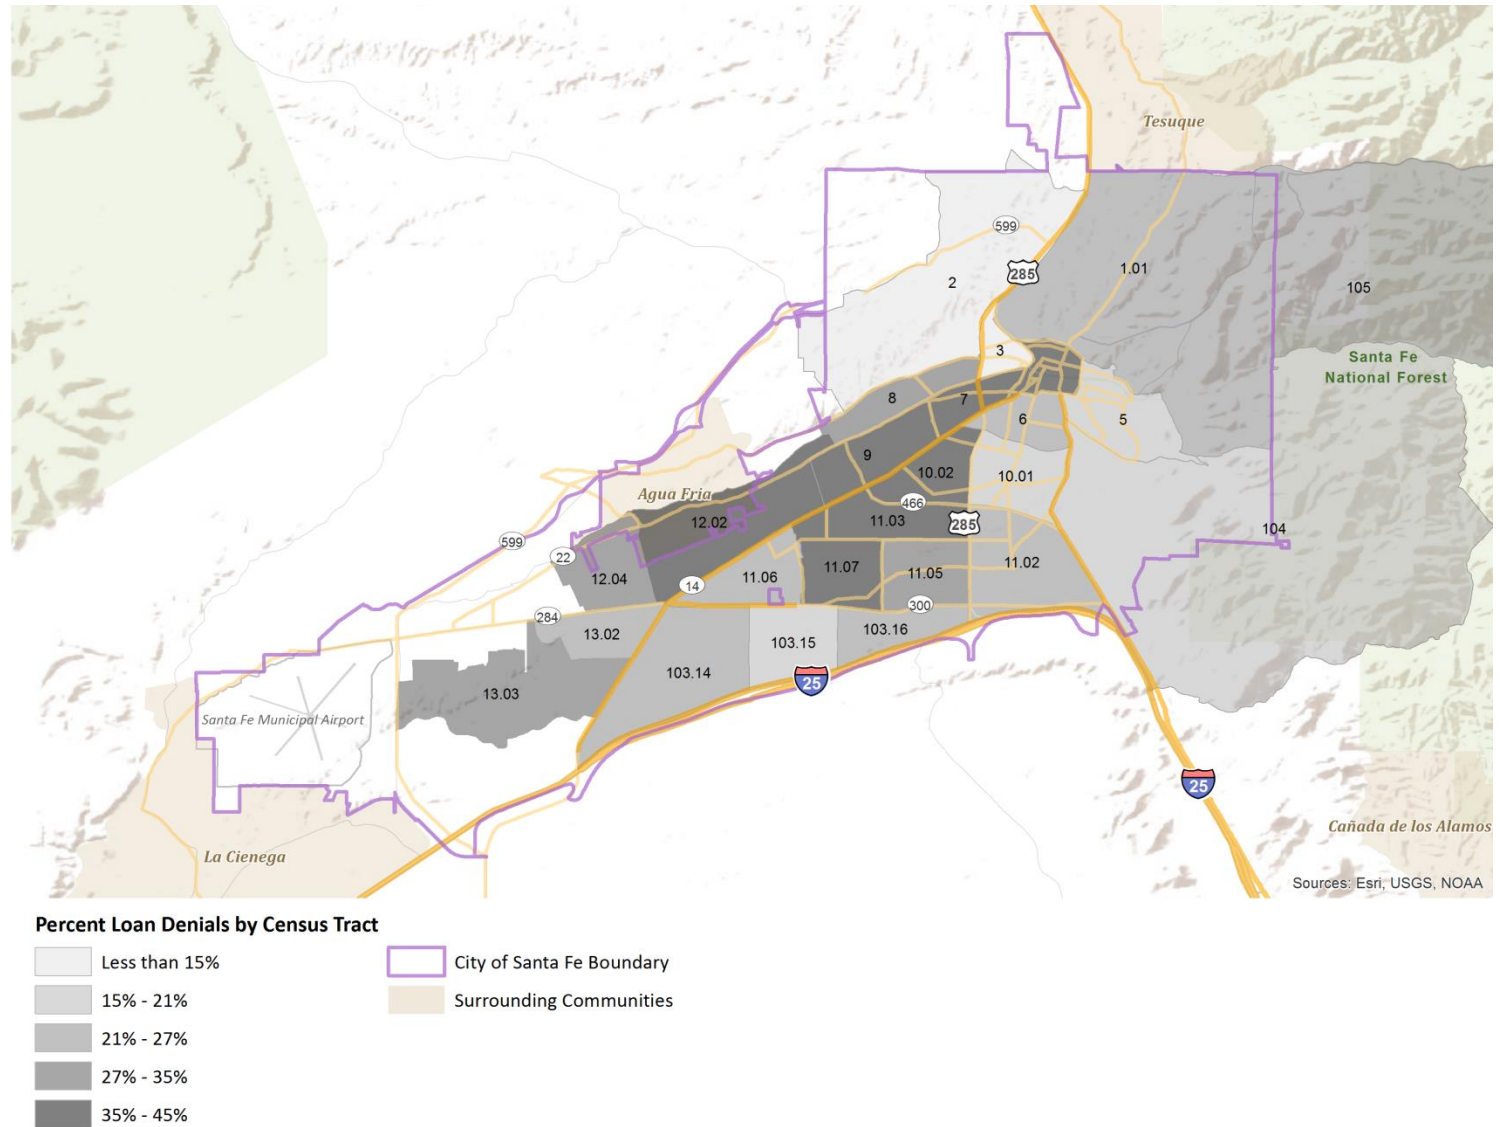 Tesuque
599
285
2
1.01
105
3
Santa Fe
National Forest
8
7
6
5
9
10.02
10.01
Agua Fria
466
12.02
11.03
285
104
599
22
12.04
14
11.06
11.07
11.05
11.02
300
284
13.02
103.15
103.16
103.14
25
13.03
Santa Fe Municipal Airport
25
Cañada de los Alamos
La Cienega
Sources: Esri, USGS, NOAA
Percent Loan Denials by Census Tract
Less than 15%
City of Santa Fe Boundary
15% - 21%
Surrounding Communities
21% - 27%
27% - 35%
35% - 45%